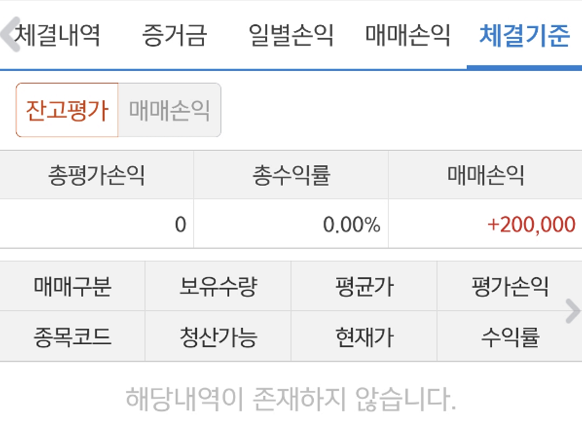 체결내역 증거금 일별손익 매매손익 체결기준
잔고평가 매매손익
총평가손익 총수익률 매매손익
0 0.00% +200,000
매매구분 보유수량 평균가 평가손익
종목코드 청산가능 현재가 수익률
해당내역이 존재하지 않습니다.